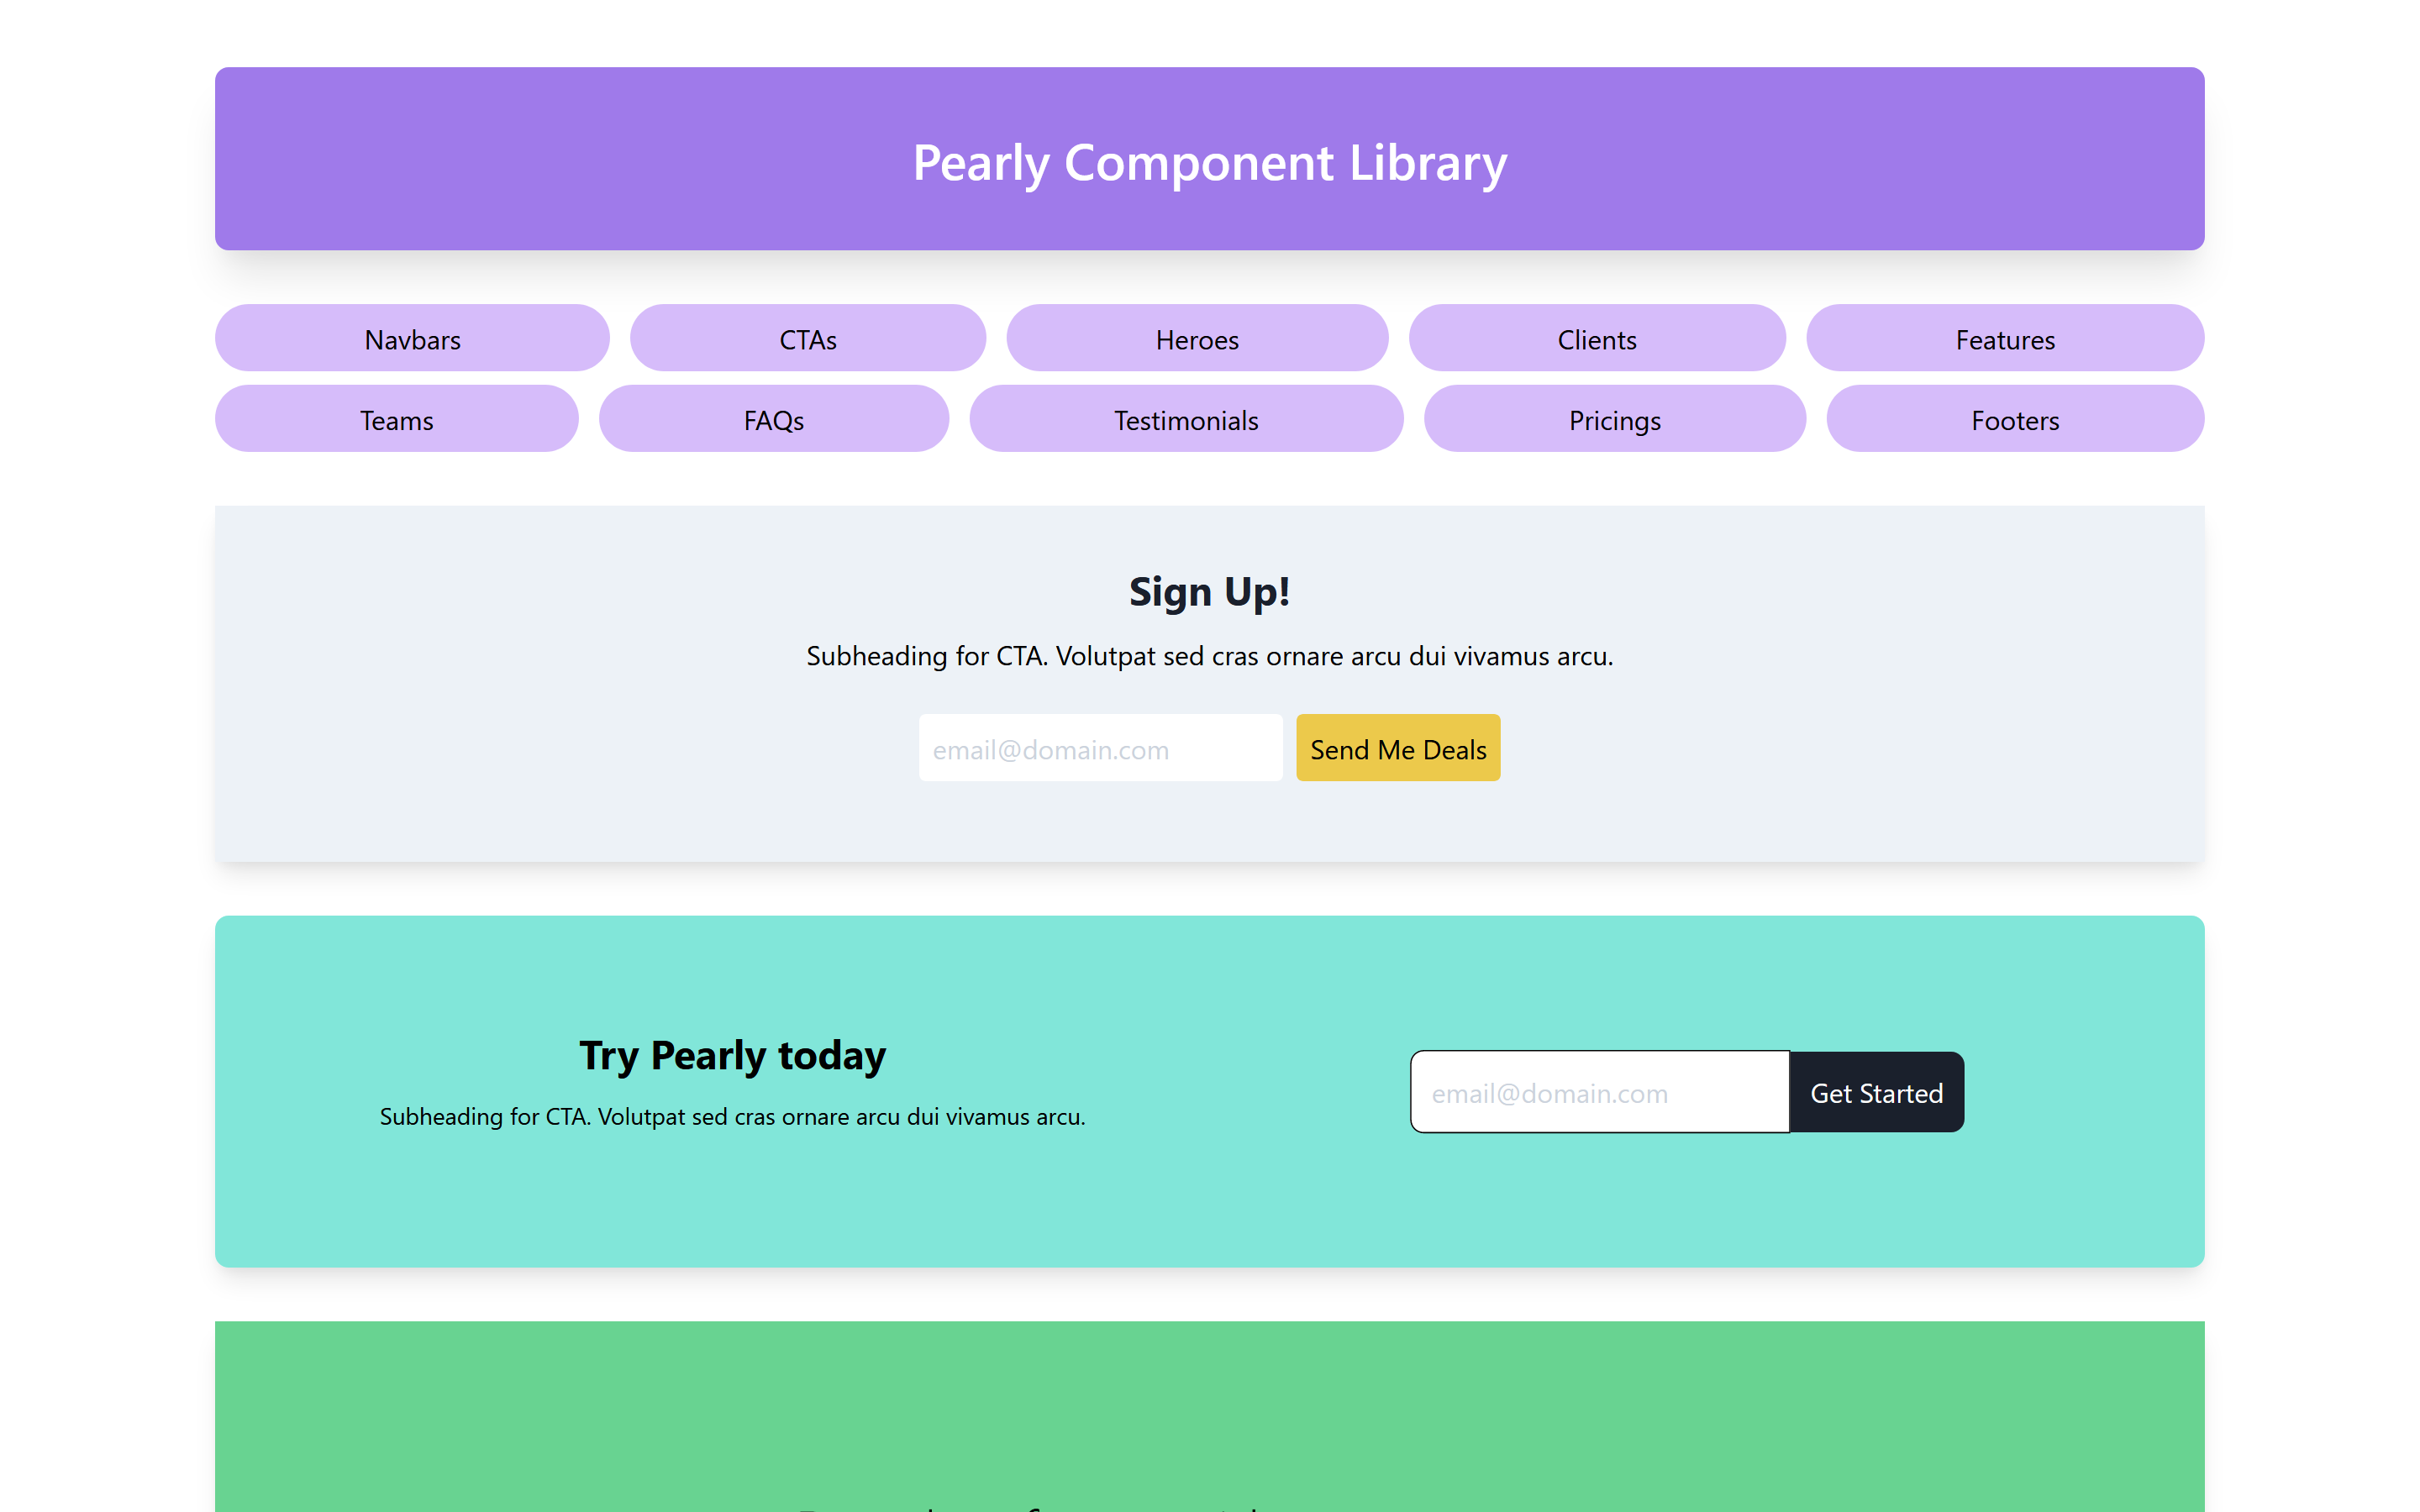 Pearly Component Library
Navbars CTAs Heroes Clients Features
Teams FAQs Testimonials Pricings Footers
Sign Up!
Subheading for CTA. Volutpat sed cras ornare arcu dui vivamus arcu.
email@domain.com Send Me Deals
Try Pearly today
Subheading for CTA. Volutpat sed cras ornare arcu dui vivamus arcu.
email@domain.com Get Started